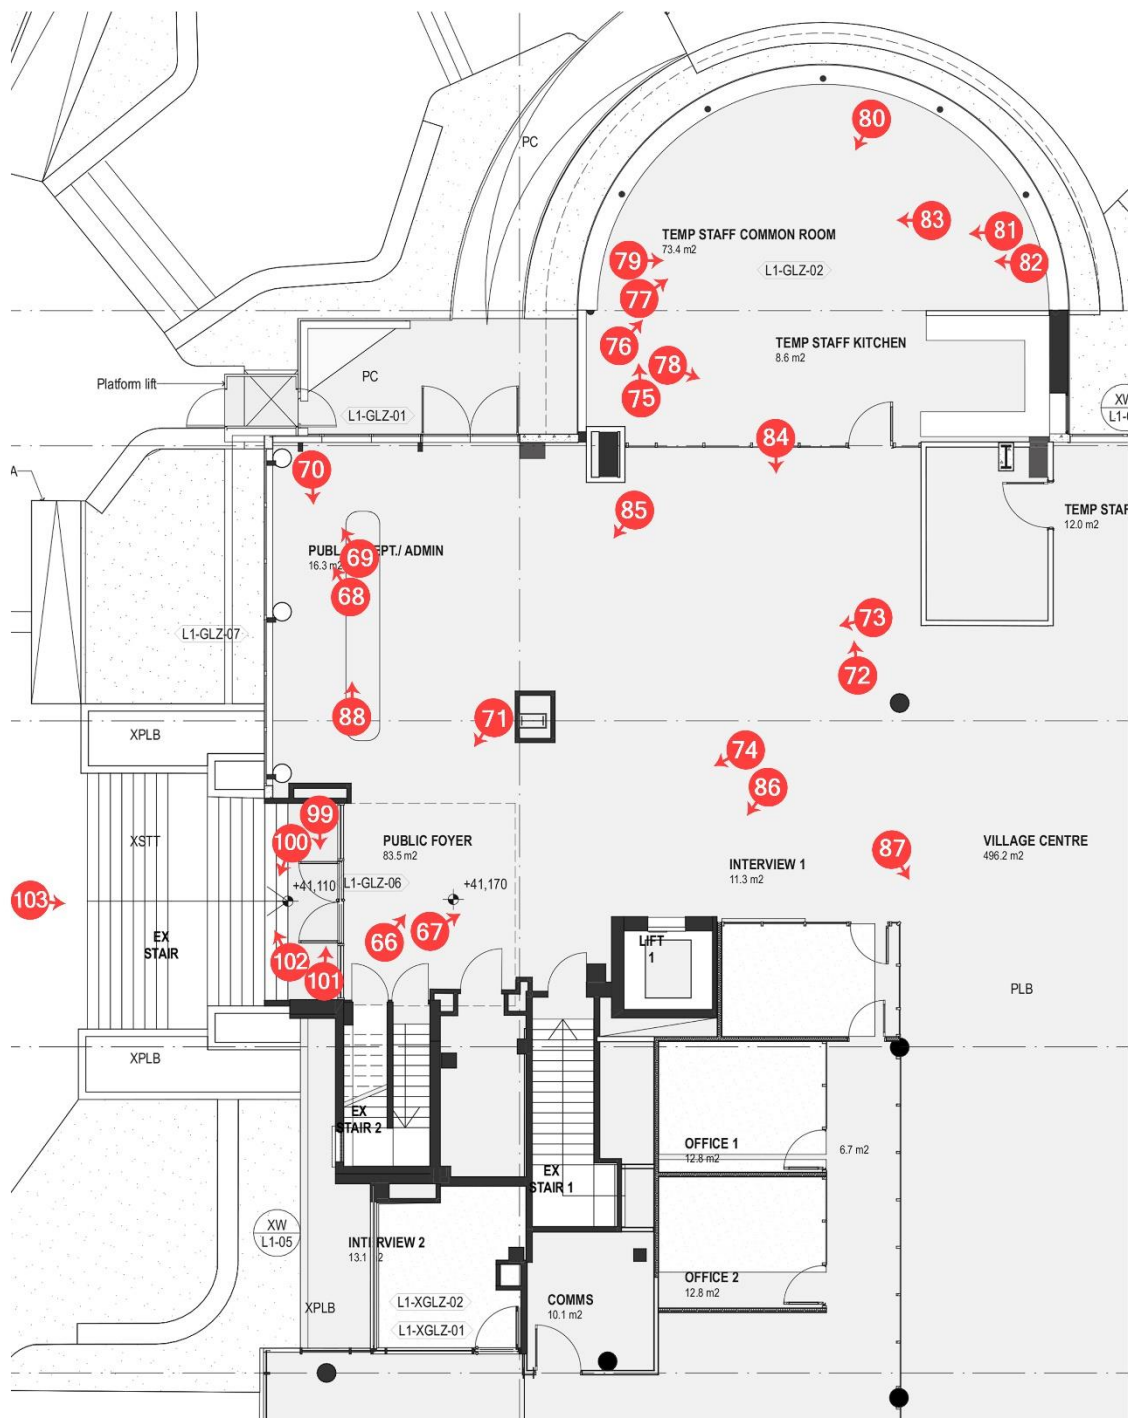 80
PC
83
81
TEMP STAFF COMMON ROOM
73.4 m2
79
82
L1-GLZ-02
77
76
TEMP STAFF KITCHEN
8.6 m2
78
PC
Platform lift
75
L1-GLZ-01
84
A
70
85
TEMP STAF
12.0 m2
69
16.3 m2
68
73
L1-GLZ-07
72
88
71
XPLB
74
86
99
XSTT
100
PUBLIC FOYER
83.5 m2
87
VILLAGE CENTRE
496.2 m2
INTERVIEW 1
11.3 m2
+41,110
L1-GLZ-06
+41,170
103
66
67
EX
STAIR
LIFT
1
102
101
PLB
XPLB
EX
STAIR 2
OFFICE 1
12.8 m2
6.7 m2
EX
STAIR 1
XW
L1-05
INTERVIEW 2
OFFICE 2
12.8 m2
XPLB
L1-XGLZ-02
COMMS
10.1 m2
L1-XGLZ-01